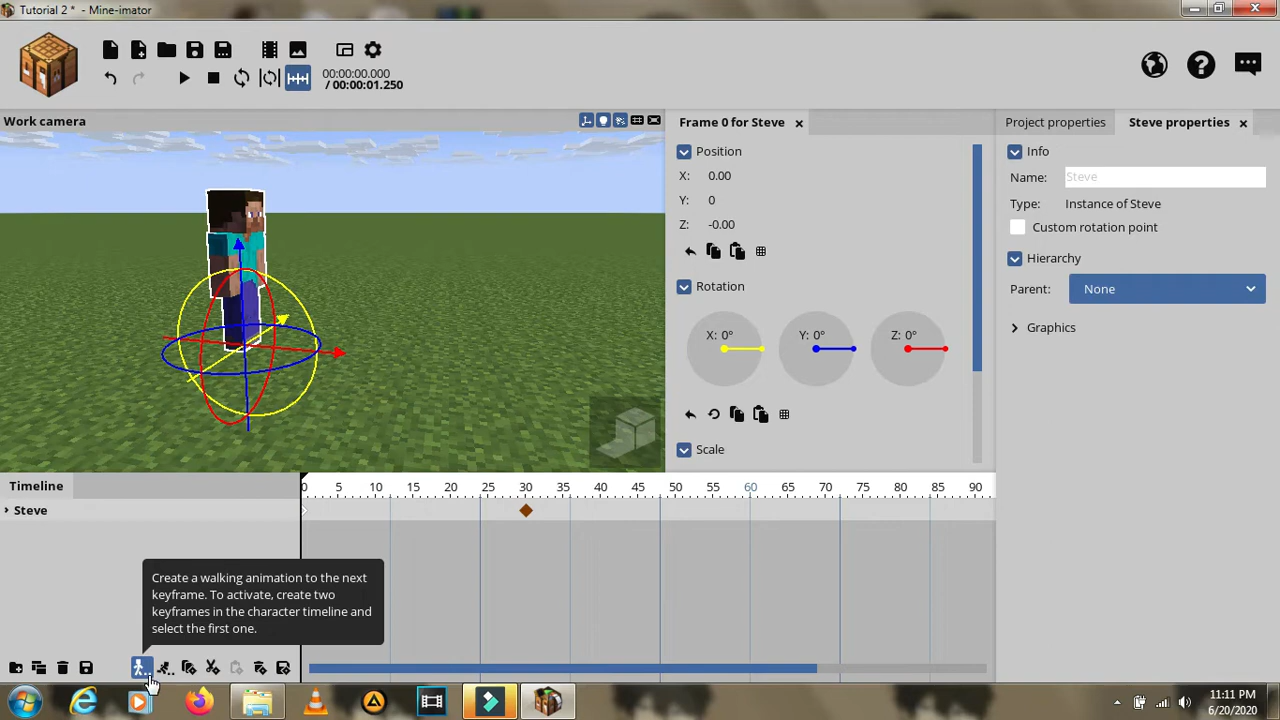 Tutorial 2 * - Mine-imator
00:00:00.000
/ 00:00:01.250
Work camera
Frame 0 for Steve
Project properties
Steve properties
Position
X: 0.00
Y: 0
Z: -0.00
Rotation
X: 0°
Y: 0°
Z: 0°
Scale
Info
Name: Steve
Type: Instance of Steve
Custom rotation point
Hierarchy
Parent: None
Graphics
Timeline
0 5 10 15 20 25 30 35 40 45 50 55 60 65 70 75 80 85 90
Steve
Create a walking animation to the next
keyframe. To activate, create two
keyframes in the character timeline and
select the first one.
11:11 PM
6/20/2020